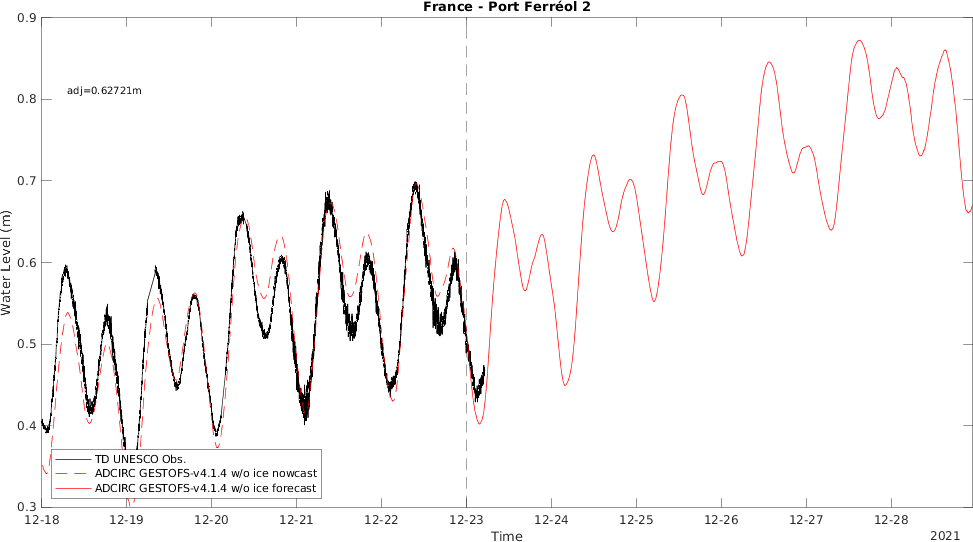 France - Port Ferréol 2
0.9
0.8
0.7
0.6
0.5
0.4
0.3
Water Level (m)
adj=0.62721m
TD UNESCO Obs.
ADCIRC GESTOFS-v4.1.4 w/o ice nowcast
ADCIRC GESTOFS-v4.1.4 w/o ice forecast
12-18 12-19 12-20 12-21 12-22 12-23 12-24 12-25 12-26 12-27 12-28
Time
2021